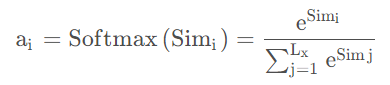 aᵢ = Softmax (Simᵢ) = e^{Simᵢ} / ∑_{j=1}^{Lₓ} e^{Sim j}